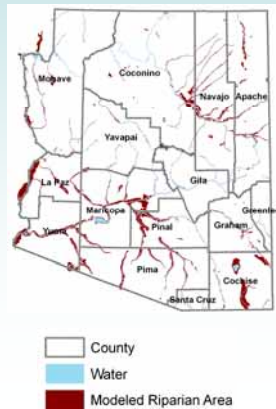 Mohave
Coconino
Navajo
Apache
Yavapai
La Paz
Gila
Maricopa
Greenlee
Yuma
Pinal
Graham
Pima
Cochise
Santa Cruz
County
Water
Modeled Riparian Area